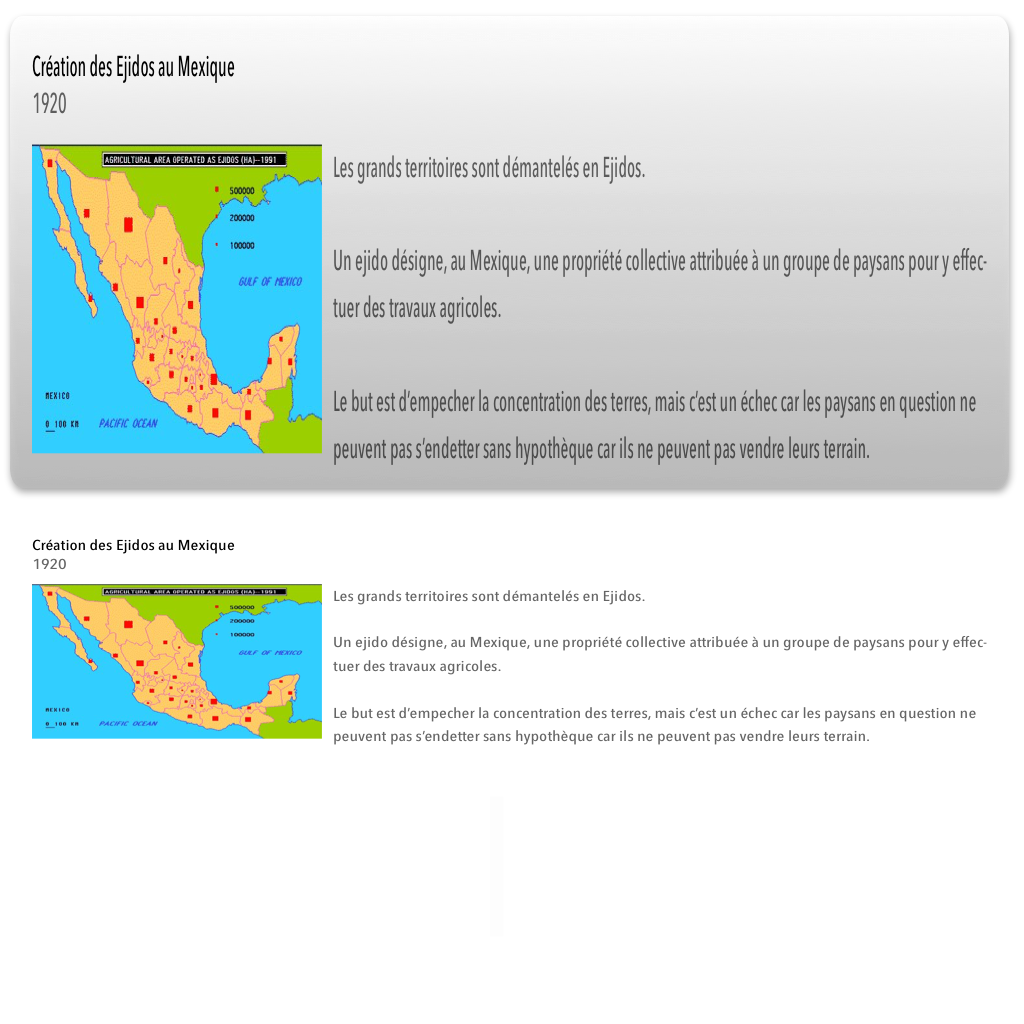 Création des Ejidos au Mexique
1920
AGRICULTURAL AREA OPERATED AS EJIDOS (HA)--1991
500000
200000
100000
GULF OF MEXICO
MEXICO
0 100 KM
PACIFIC OCEAN
Les grands territoires sont démantelés en Ejidos.
Un ejido désigne, au Mexique, une propriété collective attribuée à un groupe de paysans pour y effec-
tuer des travaux agricoles.
Le but est d’empecher la concentration des terres, mais c’est un échec car les paysans en question ne
peuvent pas s’endetter sans hypothèque car ils ne peuvent pas vendre leurs terrain.
Création des Ejidos au Mexique
1920
AGRICULTURAL AREA OPERATED AS EJIDOS (HA)--1991
500000
200000
100000
GULF OF MEXICO
MEXICO
0 100 KM
PACIFIC OCEAN
Les grands territoires sont démantelés en Ejidos.
Un ejido désigne, au Mexique, une propriété collective attribuée à un groupe de paysans pour y effec-
tuer des travaux agricoles.
Le but est d’empecher la concentration des terres, mais c’est un échec car les paysans en question ne
peuvent pas s’endetter sans hypothèque car ils ne peuvent pas vendre leurs terrain.